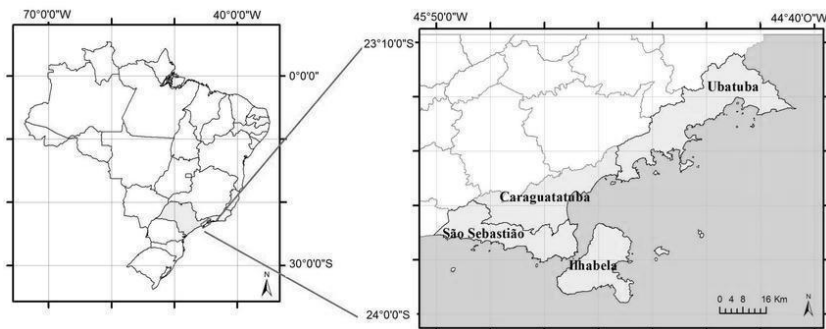 70°0'0"W
40°0'0"W
0°0'0"
30°0'0"S
N
45°50'0"W
44°40'0"W
23°10'0"S
24°0'0"S
Ubatuba
Caraguatatuba
São Sebastião
Ilhabela
0 4 8 16 Km
N